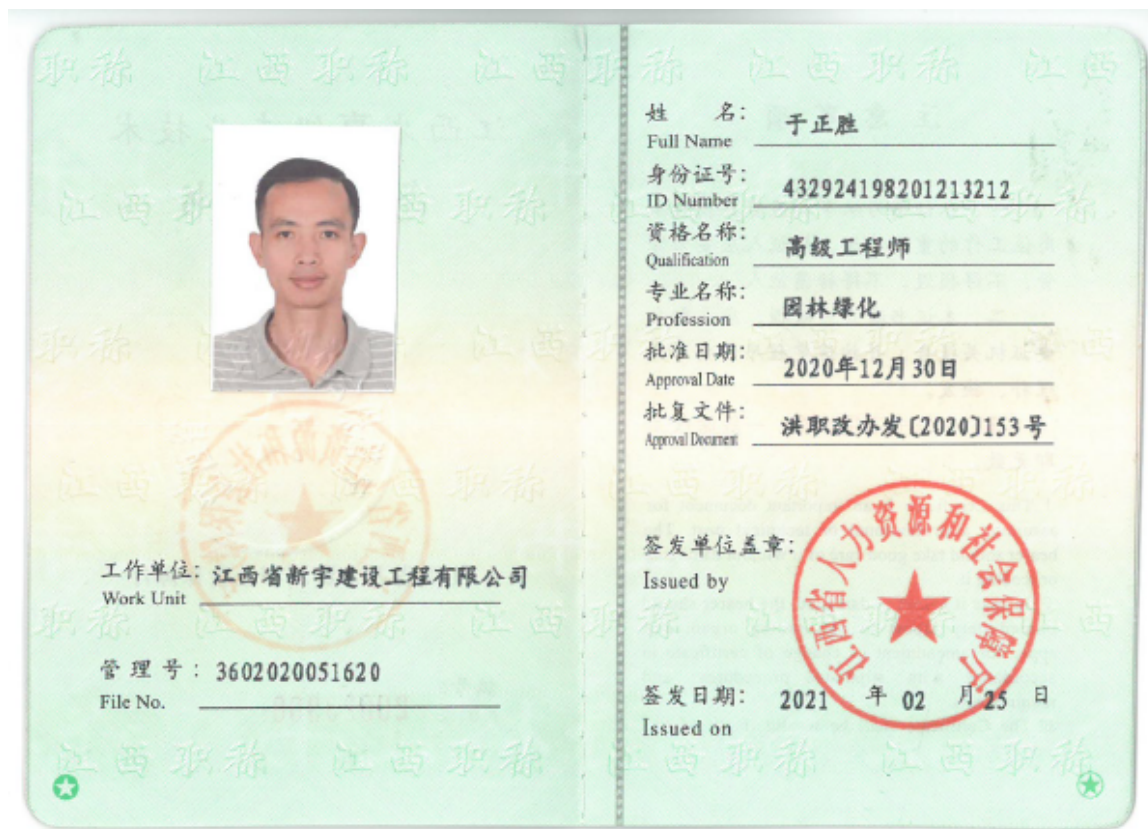 工作单位: 江西省新宇建设工程有限公司
Work Unit
管 理 号 : 3602020051620
File No.
姓 名: 于正胜
Full Name
身份证号: 432924198201213212
ID Number
资格名称: 高级工程师
Qualification
专业名称: 园林绿化
Profession
批准日期: 2020年12月30日
Approval Date
批复文件: 洪职改办发〔2020〕153号
Approval Document
江西省人力资源和社会保障厅
签发单位盖章:
Issued by
签发日期: 2021 年 02 月 25 日
Issued on